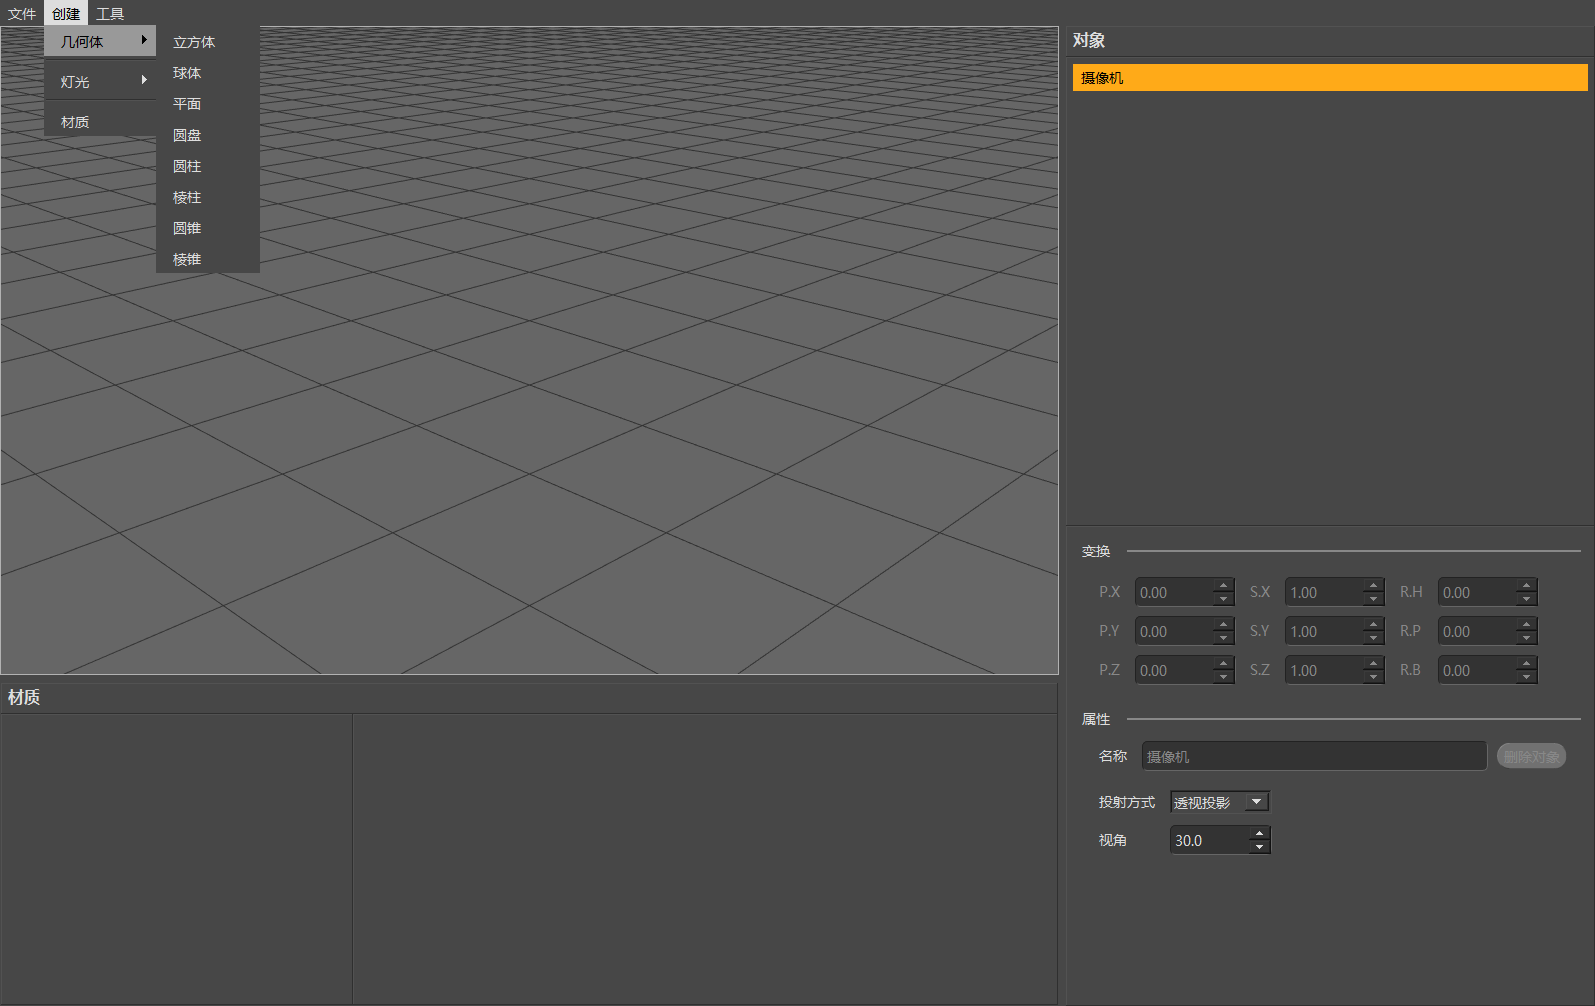 文件 创建 工具
几何体
灯光
材质
立方体
球体
平面
圆盘
圆柱
棱柱
圆锥
棱锥
对象
摄像机
变换
P.X 0.00 S.X 1.00 R.H 0.00
P.Y 0.00 S.Y 1.00 R.P 0.00
P.Z 0.00 S.Z 1.00 R.B 0.00
属性
名称 摄像机 删除对象
投射方式 透视投影
视角 30.0
材质